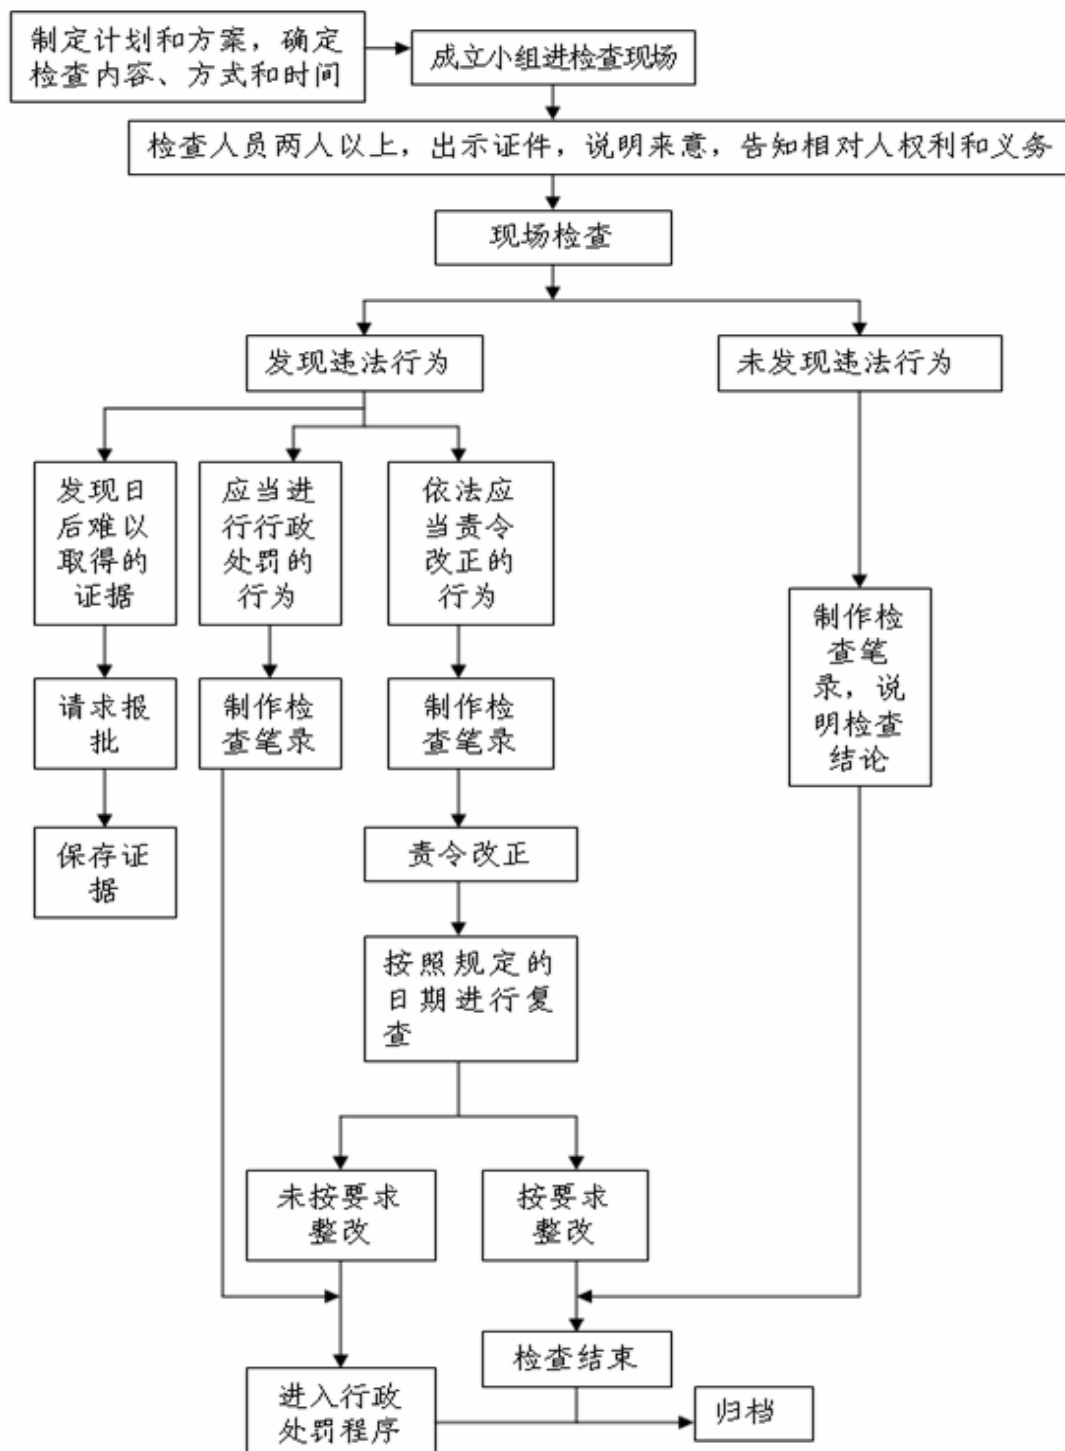 制定计划和方案，确定
检查内容、方式和时间
成立小组进检查现场
检查人员两人以上，出示证件，说明来意，告知相对人权利和义务
现场检查
发现违法行为
未发现违法行为
发现日
后难以
取得的
证据
应当进
行行政
处罚的
行为
依法应
当责令
改正的
行为
制作检
查笔
录，说
明检查
结论
请求报
批
制作检
查笔录
制作检
查笔录
保存证
据
责令改正
按照规定的
日期进行复
查
未按要求
整改
按要求
整改
检查结束
进入行政
处罚程序
归档